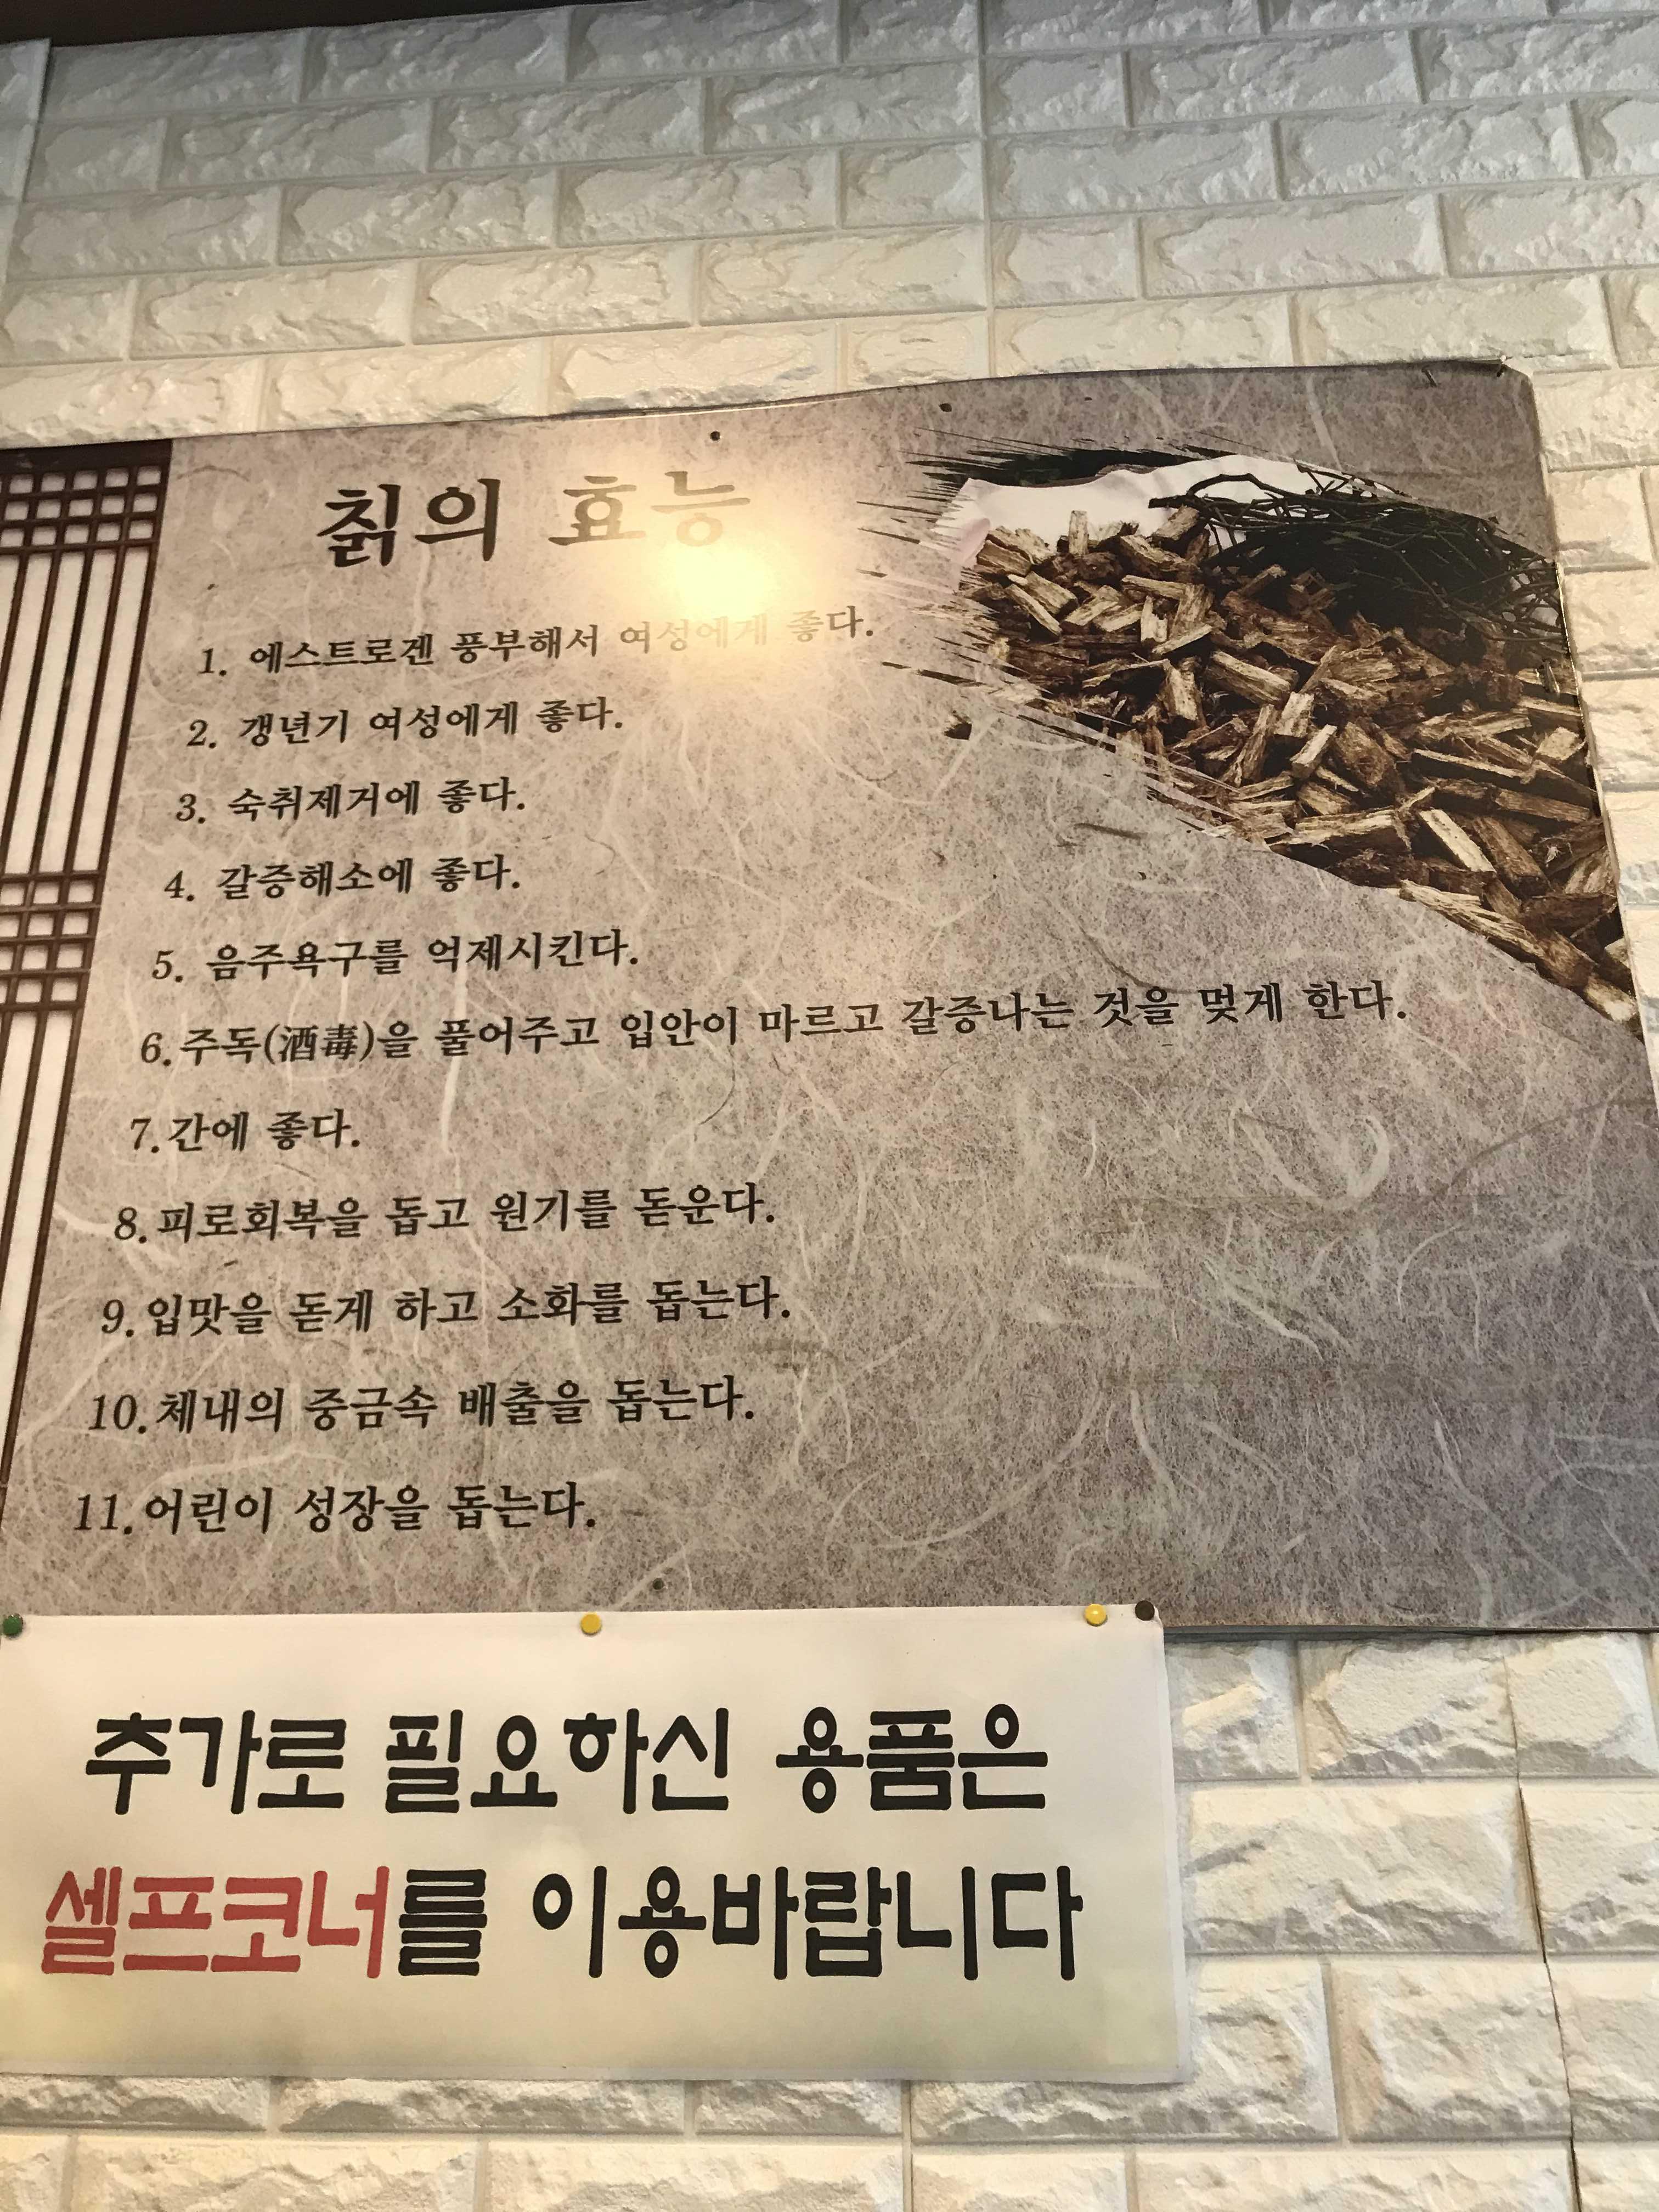 칡의 효능
1. 에스트로겐 풍부해서 여성에게 좋다.
2. 갱년기 여성에게 좋다.
3. 숙취제거에 좋다.
4. 갈증해소에 좋다.
5. 음주욕구를 억제시킨다.
6. 주독(酒毒)을 풀어주고 입안이 마르고 갈증나는 것을 멎게 한다.
7. 간에 좋다.
8. 피로회복을 돕고 원기를 돋운다.
9. 입맛을 돋게 하고 소화를 돕는다.
10. 체내의 중금속 배출을 돕는다.
11. 어린이 성장을 돕는다.
추가로 필요하신 용품은
셀프코너를 이용바랍니다